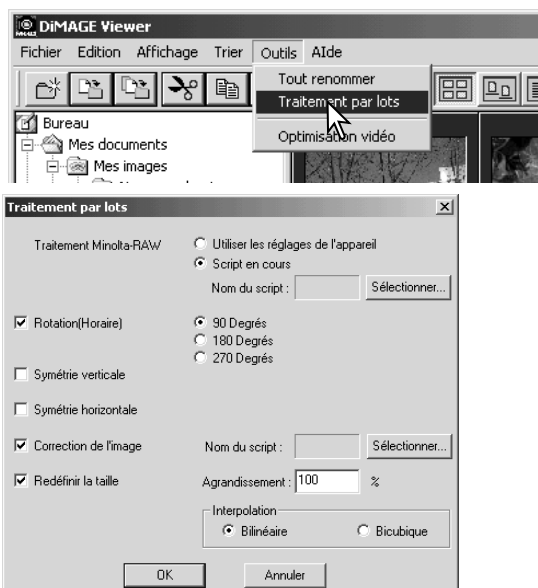 DiMAGE Viewer
Fichier Edition Affichage Trier Outils AIde
Tout renommer
Traitement par lots
Optimisation vidéo
Bureau
Mes documents
Mes images
Traitement par lots
Traitement Minolta-RAW
Utiliser les réglages de l'appareil
Script en cours
Nom du script : Sélectionner...
Rotation(Horaire) 90 Degrés
180 Degrés
270 Degrés
Symétrie verticale
Symétrie horizontale
Correction de l'image Nom du script : Sélectionner...
Redéfinir la taille Agrandissement : 100 %
Interpolation
Bilinéaire Bicubique
OK Annuler